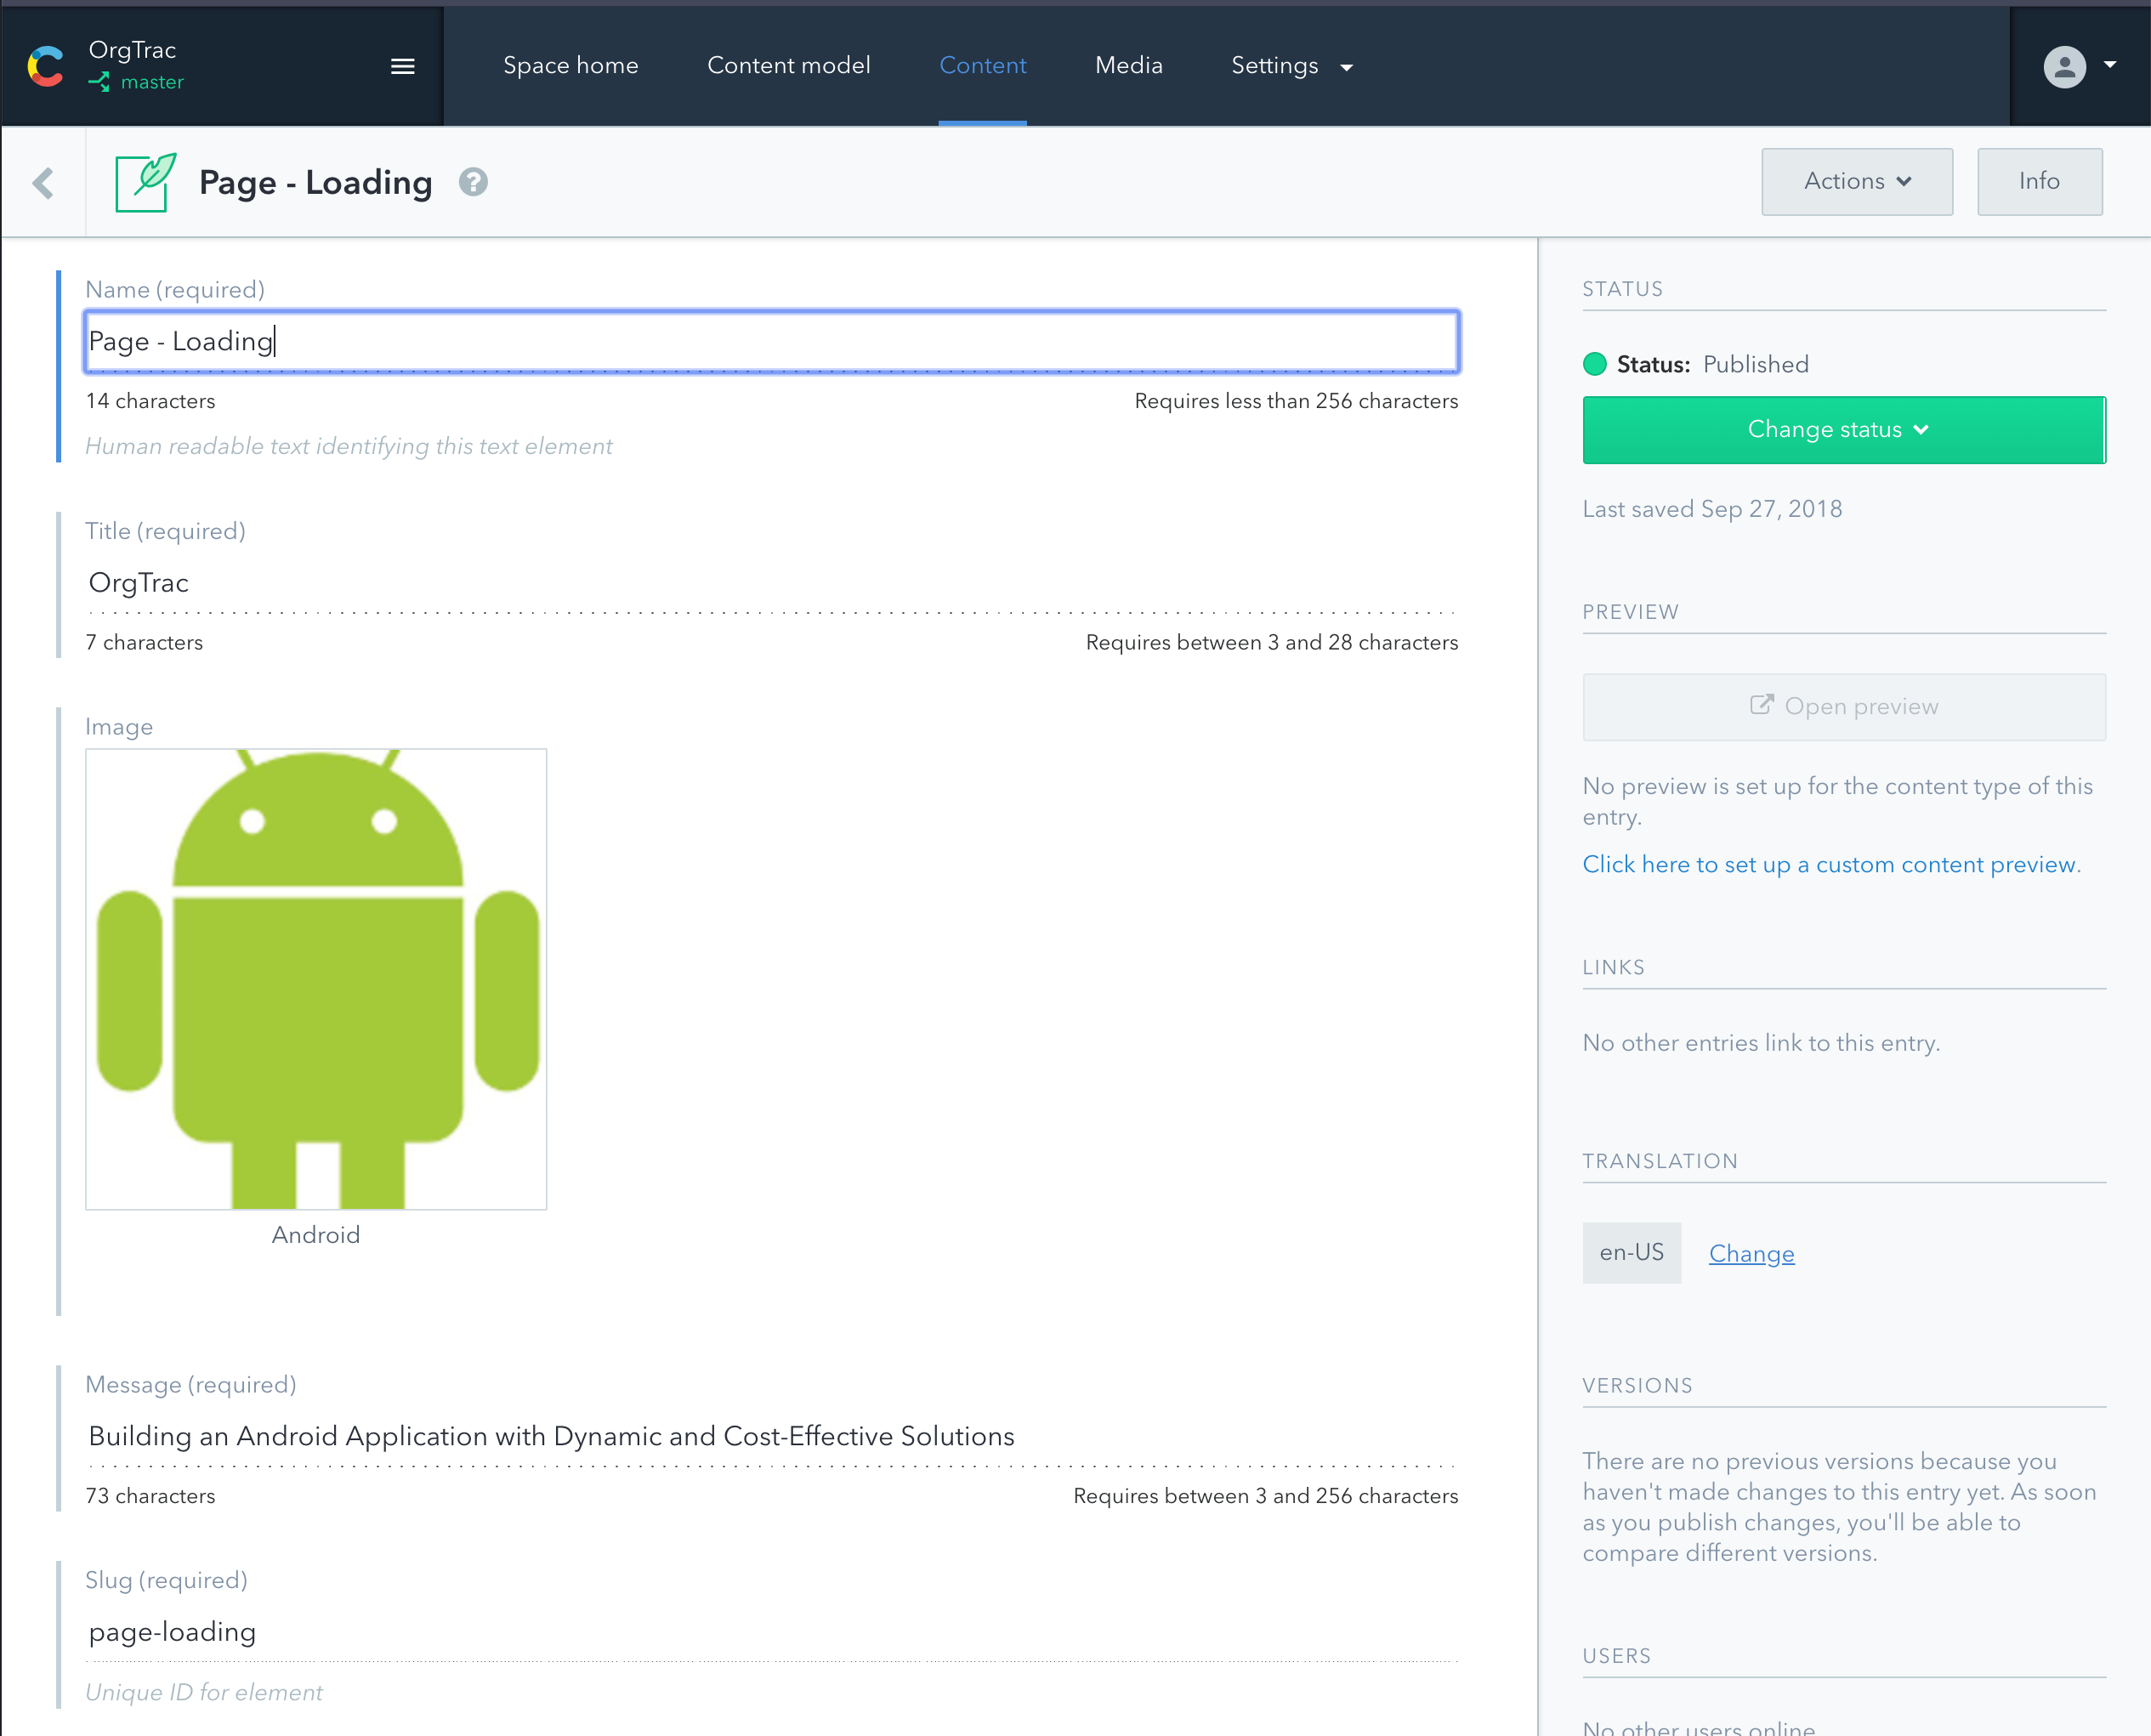 OrgTrac
master
Space home
Content model
Content
Media
Settings
Page - Loading
?
Actions
Info
Name (required)
Page - Loading
14 characters
Requires less than 256 characters
Human readable text identifying this text element
Title (required)
OrgTrac
7 characters
Requires between 3 and 28 characters
Image
Android
Message (required)
Building an Android Application with Dynamic and Cost-Effective Solutions
73 characters
Requires between 3 and 256 characters
Slug (required)
page-loading
Unique ID for element
STATUS
Status: Published
Change status
Last saved Sep 27, 2018
PREVIEW
Open preview
No preview is set up for the content type of this
entry.
Click here to set up a custom content preview.
LINKS
No other entries link to this entry.
TRANSLATION
en-US
Change
VERSIONS
There are no previous versions because you
haven't made changes to this entry yet. As soon
as you publish changes, you'll be able to
compare different versions.
USERS
No other users online